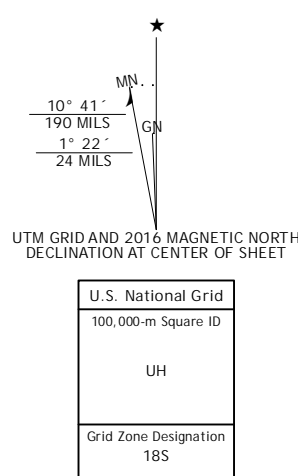 ★
MN
10° 41´
190 MILS
GN
1° 22´
24 MILS
UTM GRID AND 2016 MAGNETIC NORTH
DECLINATION AT CENTER OF SHEET
U.S. National Grid
100,000-m Square ID
UH
Grid Zone Designation
18S